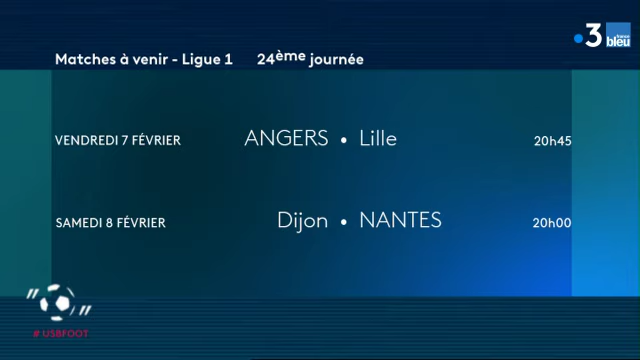 3
france
bleu
Matches à venir - Ligue 1 24ème journée
VENDREDI 7 FÉVRIER ANGERS • Lille 20h45
SAMEDI 8 FÉVRIER Dijon • NANTES 20h00
" "
#USBFOOT